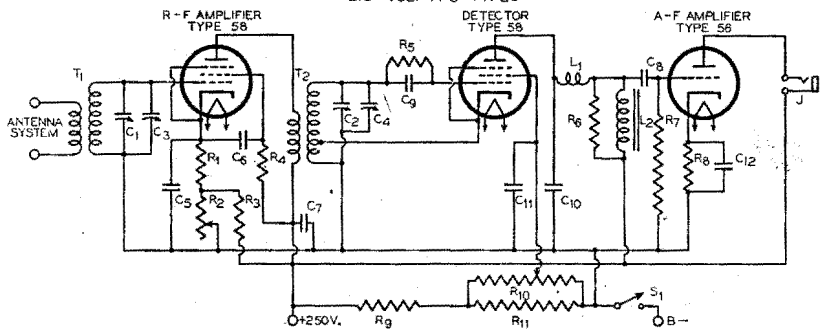 R-F AMPLIFIER
TYPE 58
DETECTOR
TYPE 58
A-F AMPLIFIER
TYPE 56
T1
T2
R5
C9
L1
C8
J
ANTENNA
SYSTEM
C1
C3
C2
C4
R6
L2
R7
R1
C6
R4
R8
C12
C5
R2
R3
C7
C11
C10
+250V.
R9
R10
R11
S1
B-